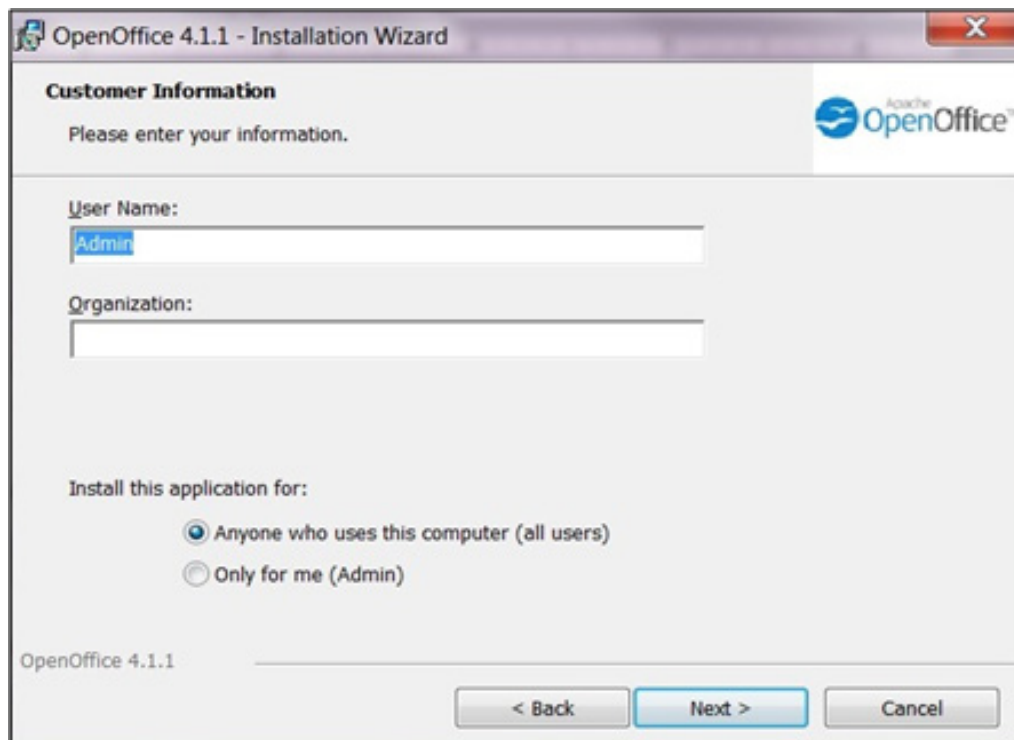 OpenOffice 4.1.1 - Installation Wizard
Customer Information
Please enter your information.
Apache
OpenOffice™
User Name:
Admin
Organization:
Install this application for:
Anyone who uses this computer (all users)
Only for me (Admin)
OpenOffice 4.1.1
< Back Next > Cancel